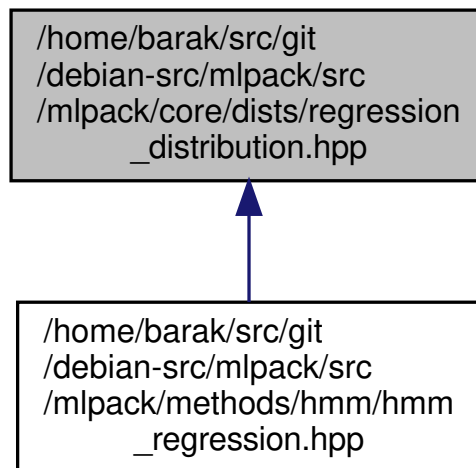 /home/barak/src/git
/debian-src/mlpack/src
/mlpack/core/dists/regression
_distribution.hpp
/home/barak/src/git
/debian-src/mlpack/src
/mlpack/methods/hmm/hmm
_regression.hpp